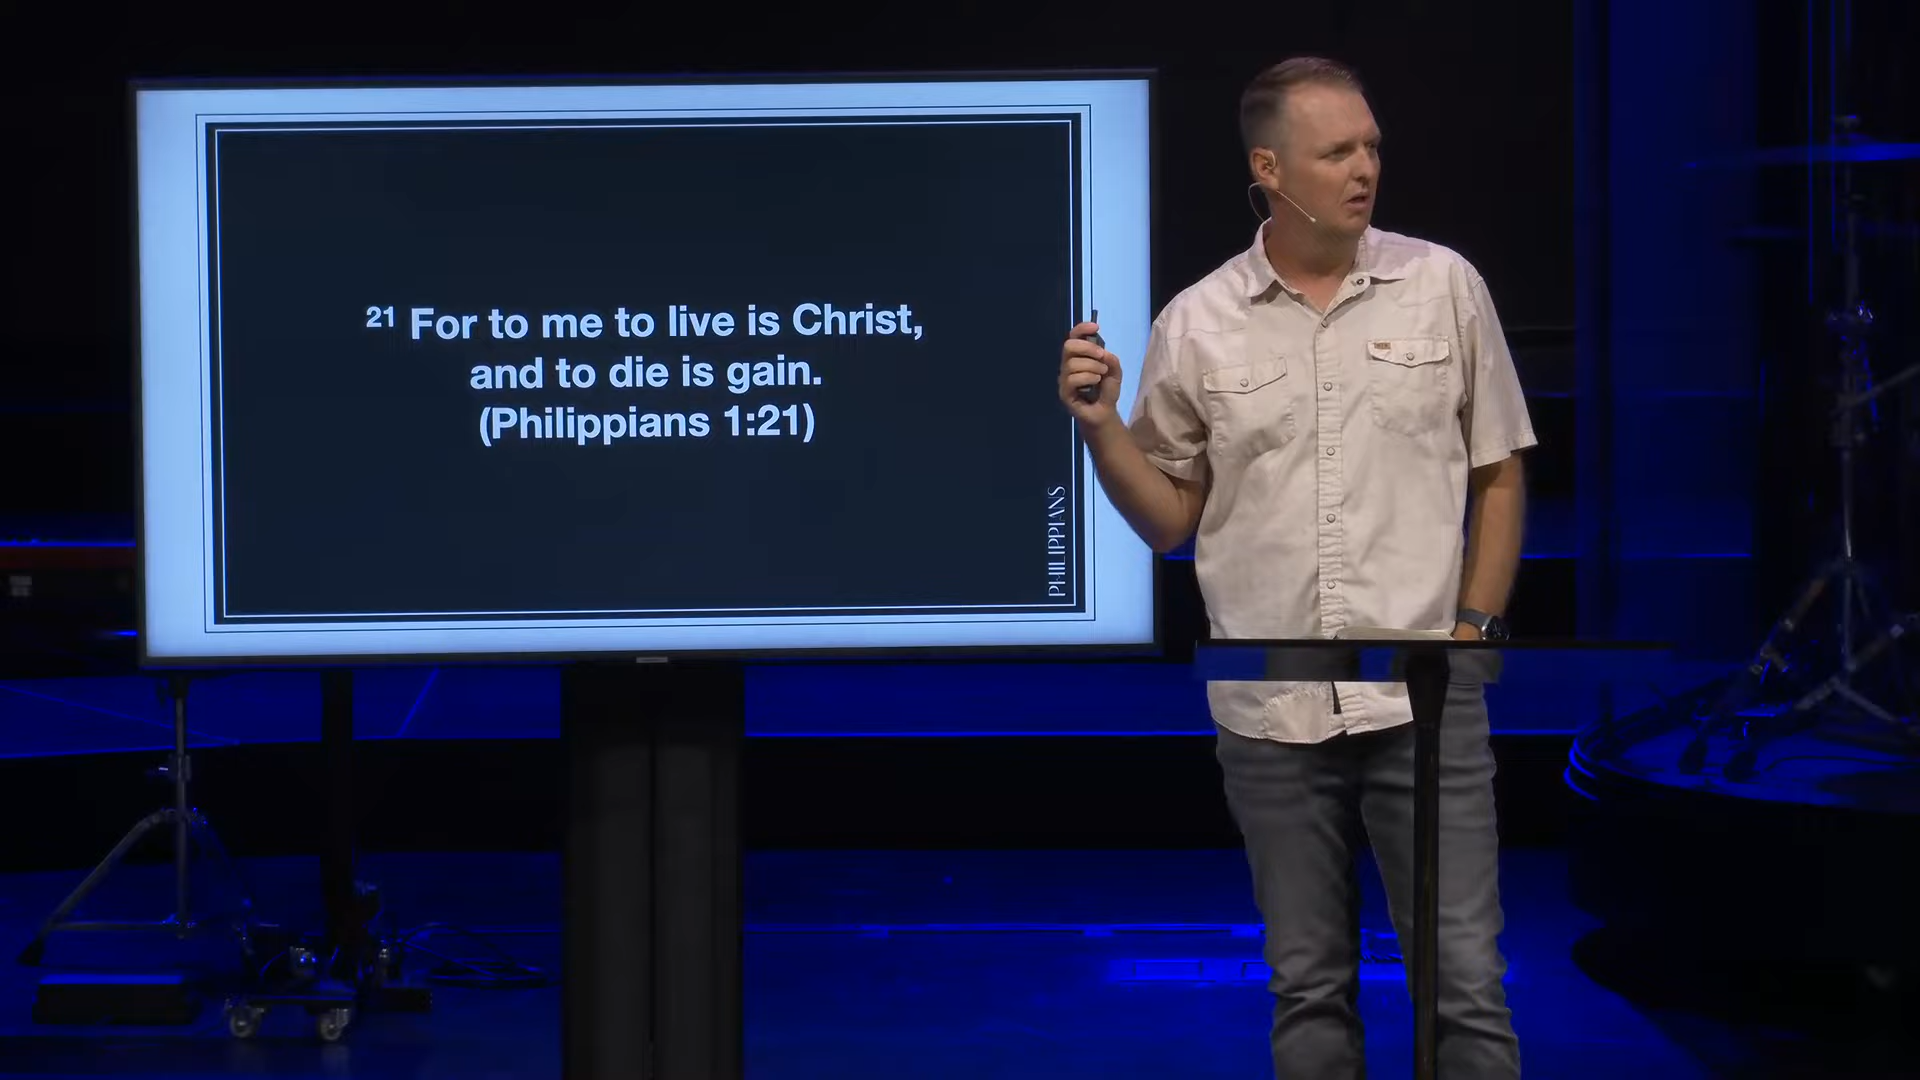 21 For to me to live is Christ,
and to die is gain.
(Philippians 1:21)
PHILIPPIANS